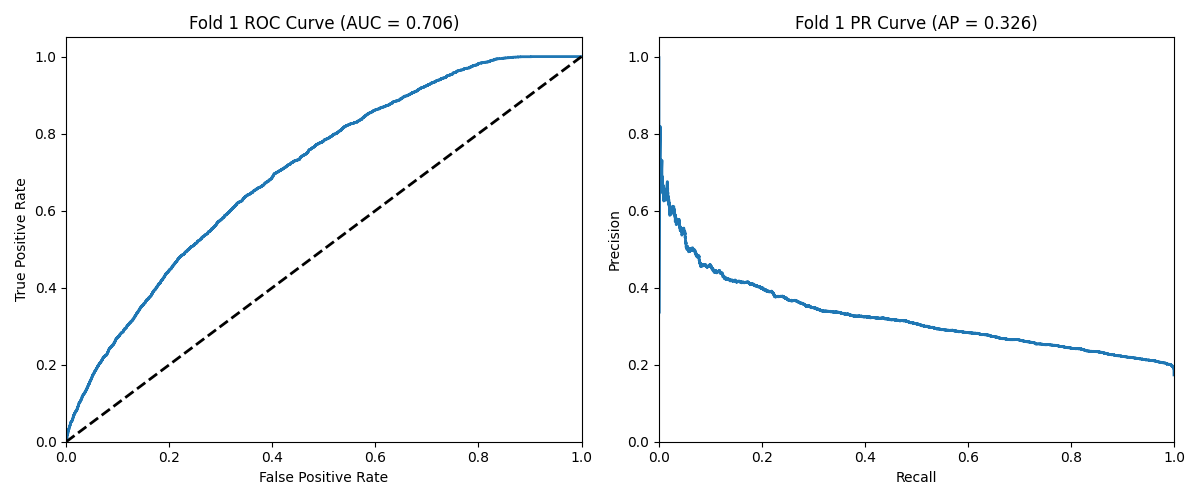 Fold 1 ROC Curve (AUC = 0.706)
1.0
0.8
0.6
0.4
0.2
0.0
True Positive Rate
0.0 0.2 0.4 0.6 0.8 1.0
False Positive Rate
Fold 1 PR Curve (AP = 0.326)
1.0
0.8
0.6
0.4
0.2
0.0
Precision
0.0 0.2 0.4 0.6 0.8 1.0
Recall